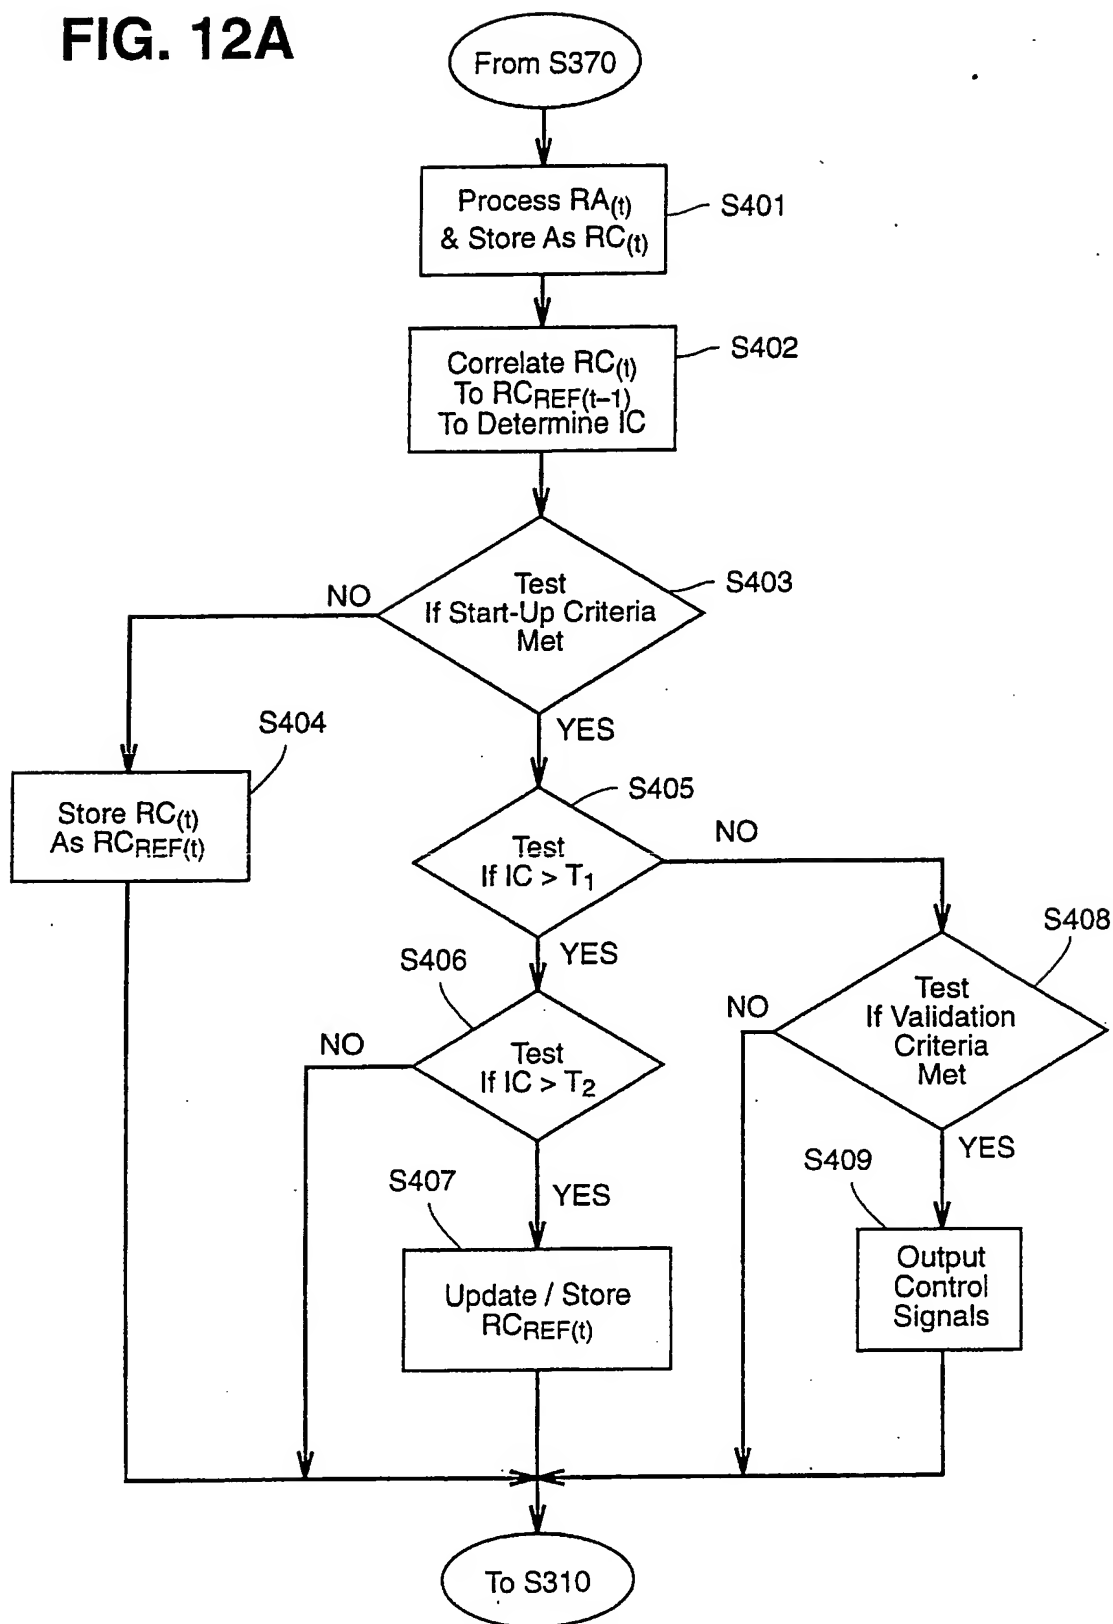 FIG. 12A
From S370
Process RA(t)
& Store As RC(t)
S401
Correlate RC(t)
To RCREF(t–1)
To Determine IC
S402
Test
If Start-Up Criteria
Met
S403
NO
YES
S404
Store RC(t)
As RCREF(t)
S405
Test
If IC > T1
NO
YES
S406
Test
If IC > T2
NO
YES
S408
Test
If Validation
Criteria
Met
NO
YES
S407
Update / Store
RCREF(t)
S409
Output
Control
Signals
To S310